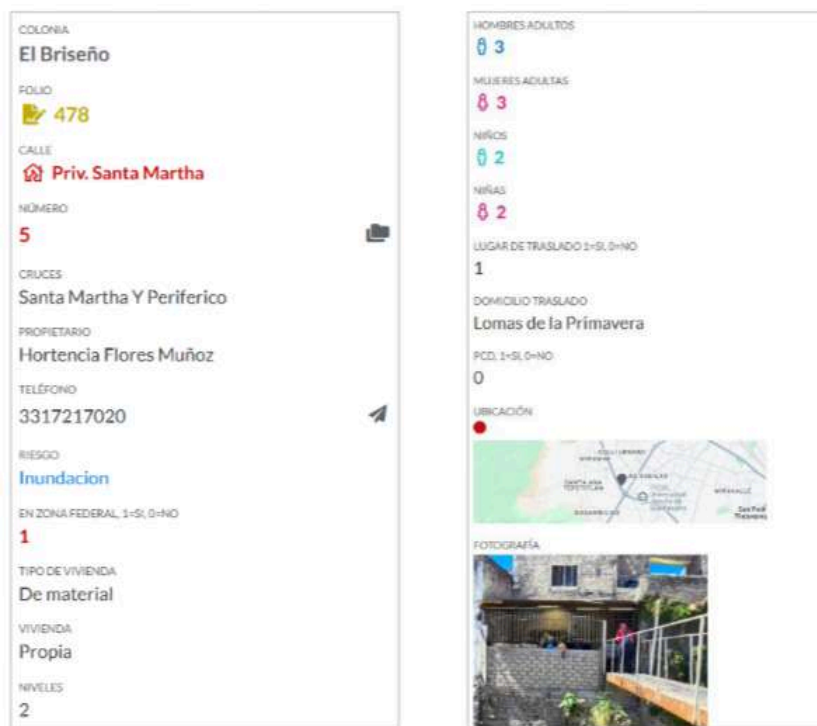 COLONIA
El Briseño
FOLIO
478
CALLE
Priv. Santa Martha
NÚMERO
5
CRUCES
Santa Martha Y Periferico
PROPIETARIO
Hortencia Flores Muñoz
TELÉFONO
3317217020
RIESGO
Inundacion
EN ZONA FEDERAL, 1=SI, 0=NO
1
TIPO DE VIVIENDA
De material
VIVIENDA
Propia
NIVELES
2
HOMBRES ADULTOS
3
MUJERES ADULTAS
3
NIÑOS
2
NIÑAS
2
LUGAR DE TRASLADO 1=SI, 0=NO
1
DOMICILIO TRASLADO
Lomas de la Primavera
PCD, 1=SI, 0=NO
0
UBICACIÓN
SANTA ANA
TEPETITLÁN
MIRAVALLE
FOTOGRAFÍA